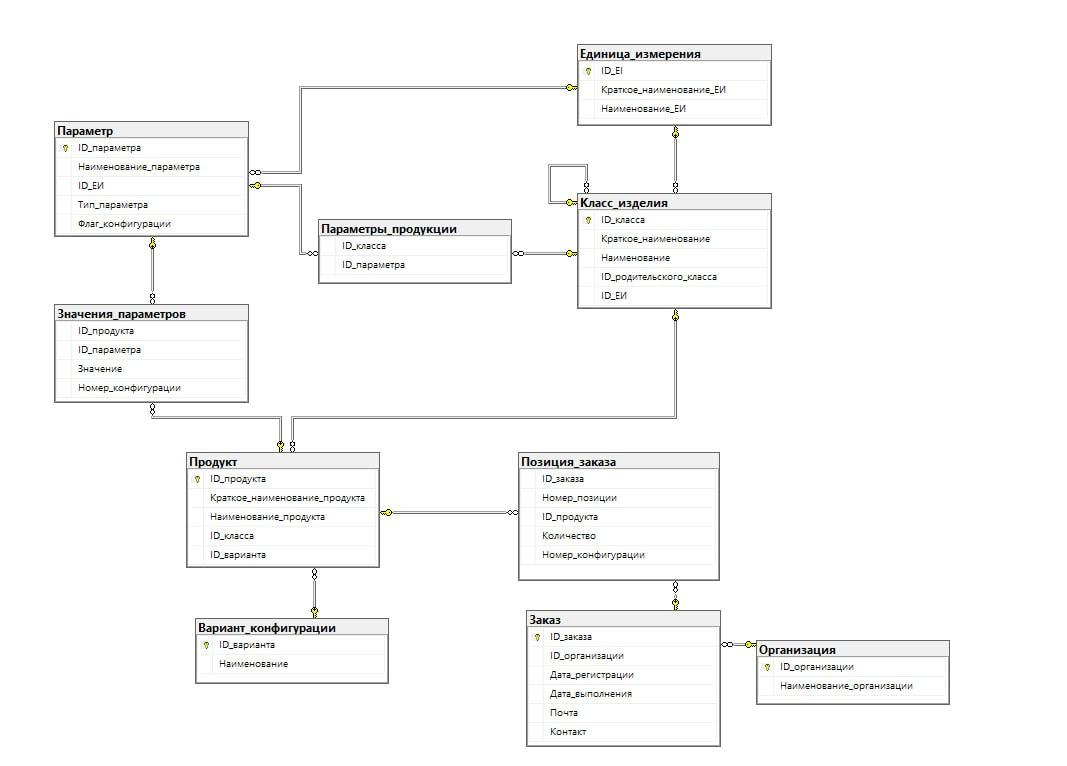 Единица_измерения
ID_EI
Краткое_наименование_ЕИ
Наименование_ЕИ
Параметр
ID_параметра
Наименование_параметра
ID_ЕИ
Тип_параметра
Флаг_конфигурации
Класс_изделия
ID_класса
Краткое_наименование
Наименование
ID_родительского_класса
ID_ЕИ
Параметры_продукции
ID_класса
ID_параметра
Значения_параметров
ID_продукта
ID_параметра
Значение
Номер_конфигурации
Продукт
ID_продукта
Краткое_наименование_продукта
Наименование_продукта
ID_класса
ID_варианта
Позиция_заказа
ID_заказа
Номер_позиции
ID_продукта
Количество
Номер_конфигурации
Вариант_конфигурации
ID_варианта
Наименование
Заказ
ID_заказа
ID_организации
Дата_регистрации
Дата_выполнения
Почта
Контакт
Организация
ID_организации
Наименование_организации